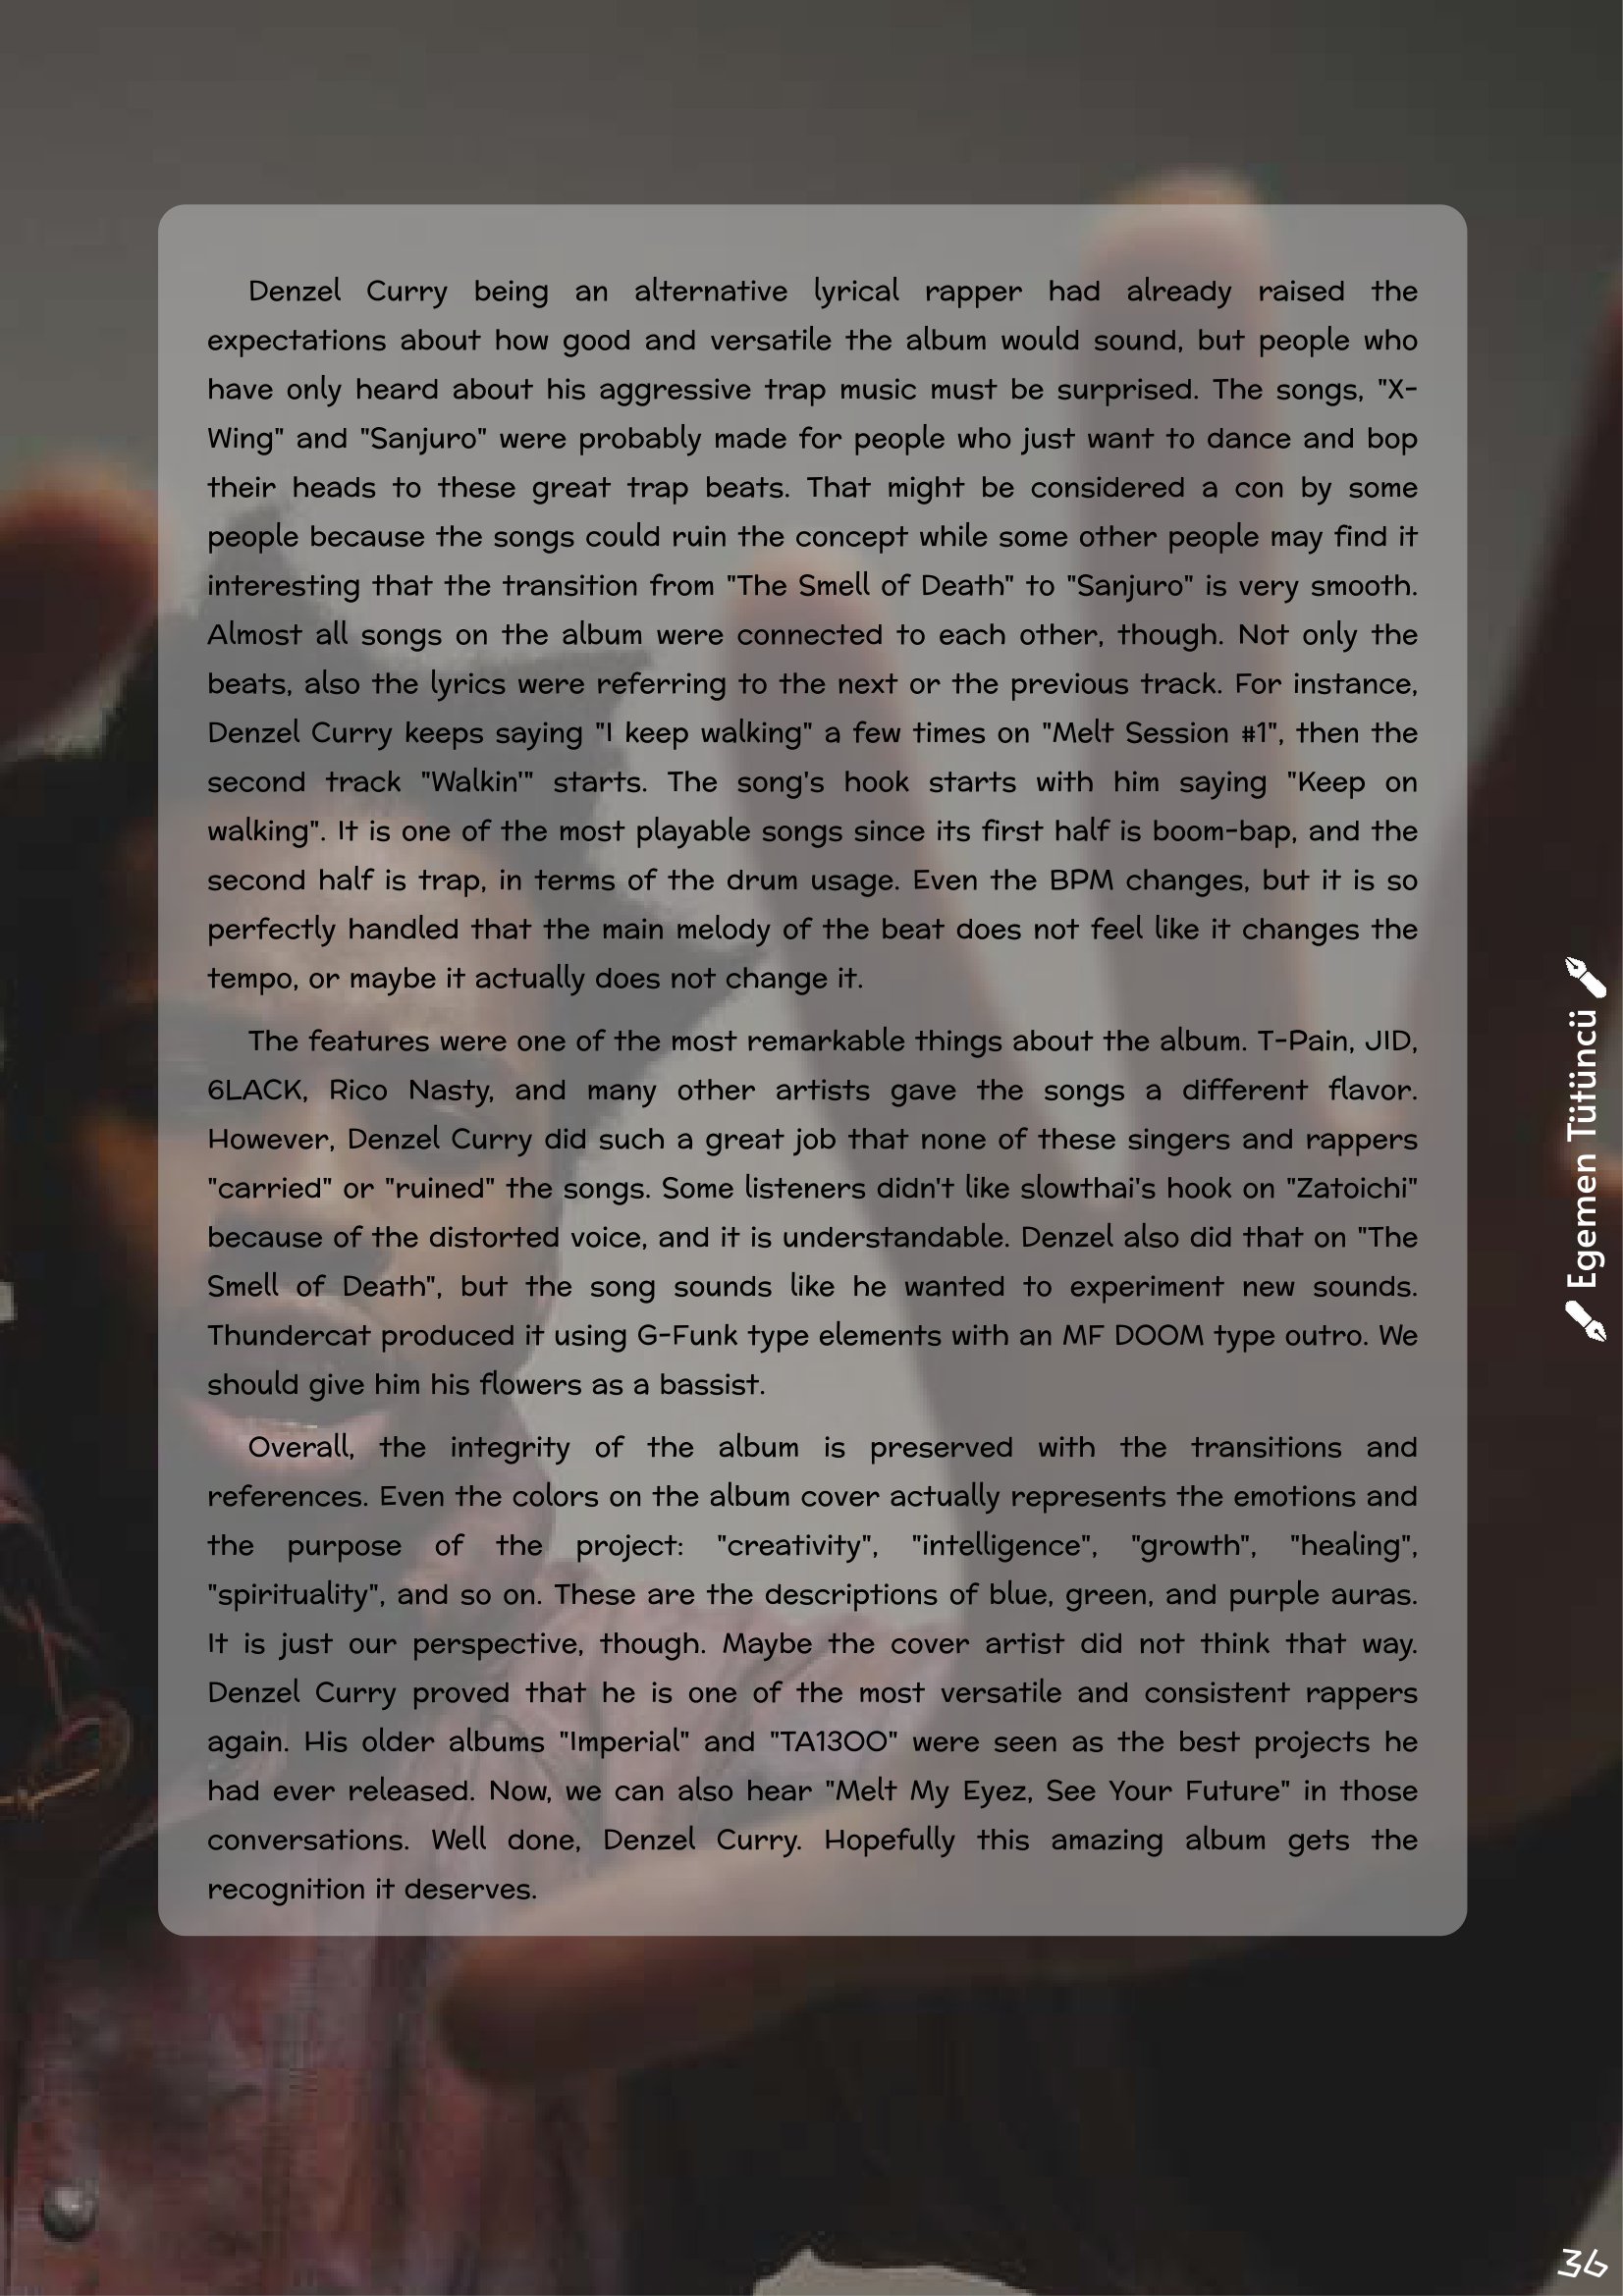 Denzel Curry being an alternative lyrical rapper had already raised the
expectations about how good and versatile the album would sound, but people who
have only heard about his aggressive trap music must be surprised. The songs, "X-
Wing" and "Sanjuro" were probably made for people who just want to dance and bop
their heads to these great trap beats. That might be considered a con by some
people because the songs could ruin the concept while some other people may find it
interesting that the transition from "The Smell of Death" to "Sanjuro" is very smooth.
Almost all songs on the album were connected to each other, though. Not only the
beats, also the lyrics were referring to the next or the previous track. For instance,
Denzel Curry keeps saying "I keep walking" a few times on "Melt Session #1", then the
second track "Walkin'" starts. The song's hook starts with him saying "Keep on
walking". It is one of the most playable songs since its first half is boom-bap, and the
second half is trap, in terms of the drum usage. Even the BPM changes, but it is so
perfectly handled that the main melody of the beat does not feel like it changes the
tempo, or maybe it actually does not change it.
The features were one of the most remarkable things about the album. T-Pain, JID,
6LACK, Rico Nasty, and many other artists gave the songs a different flavor.
However, Denzel Curry did such a great job that none of these singers and rappers
"carried" or "ruined" the songs. Some listeners didn't like slowthai's hook on "Zatoichi"
because of the distorted voice, and it is understandable. Denzel also did that on "The
Smell of Death", but the song sounds like he wanted to experiment new sounds.
Thundercat produced it using G-Funk type elements with an MF DOOM type outro. We
should give him his flowers as a bassist.
Overall, the integrity of the album is preserved with the transitions and
references. Even the colors on the album cover actually represents the emotions and
the purpose of the project: "creativity", "intelligence", "growth", "healing",
"spirituality", and so on. These are the descriptions of blue, green, and purple auras.
It is just our perspective, though. Maybe the cover artist did not think that way.
Denzel Curry proved that he is one of the most versatile and consistent rappers
again. His older albums "Imperial" and "TA13OO" were seen as the best projects he
had ever released. Now, we can also hear "Melt My Eyez, See Your Future" in those
conversations. Well done, Denzel Curry. Hopefully this amazing album gets the
recognition it deserves.
Egemen Tütüncü
36